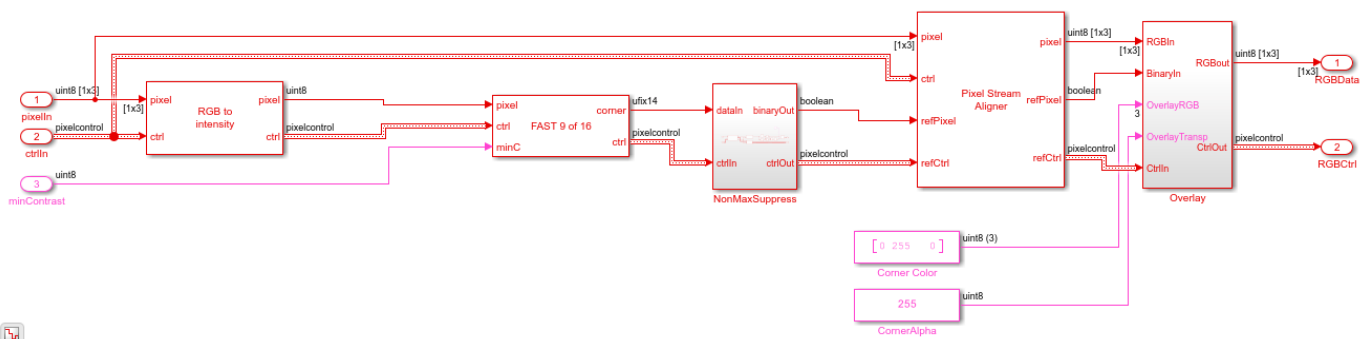 1
pixelIn
uint8 [1x3]
[1x3]
2
ctrlIn
pixelcontrol
3
minContrast
uint8
pixel
ctrl
RGB to
intensity
pixel
ctrl
uint8
pixelcontrol
pixel
ctrl
minC
FAST 9 of 16
corner
ctrl
ufix14
pixelcontrol
dataIn
ctrlIn
binaryOut
ctrlOut
NonMaxSuppress
boolean
pixelcontrol
[1x3]
pixel
ctrl
refPixel
refCtrl
Pixel Stream
Aligner
pixel
refPixel
refCtrl
uint8 [1x3]
[1x3]
boolean
3
pixelcontrol
RGBIn
BinaryIn
OverlayRGB
OverlayTransp
CtrlIn
RGBout
CtrlOut
Overlay
uint8 [1x3]
[1x3]
1
RGBData
pixelcontrol
2
RGBCtrl
[0 255 0]
uint8 (3)
Corner Color
255
uint8
CornerAlpha